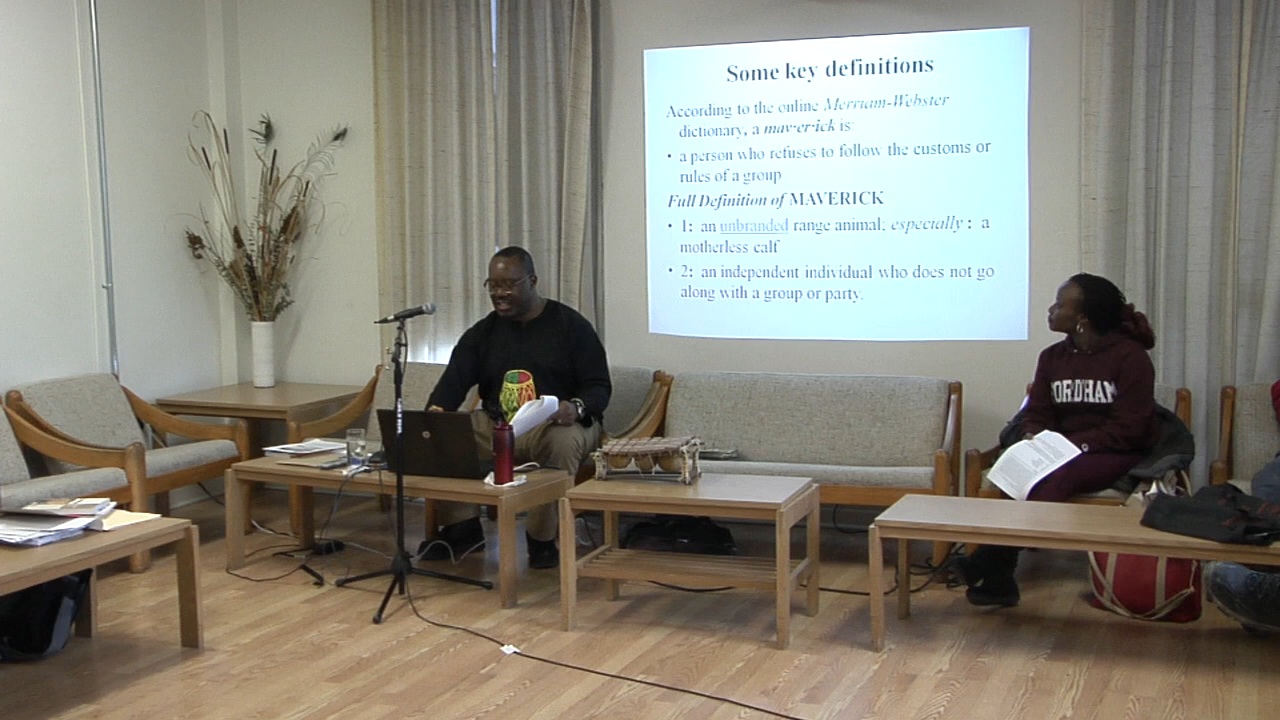 Some key definitions
According to the online Merriam-Webster
dictionary, a mav·er·ick is:
• a person who refuses to follow the customs or
rules of a group
Full Definition of MAVERICK
• 1: an unbranded range animal; especially : a
motherless calf
• 2: an independent individual who does not go
along with a group or party.
FORDHAM